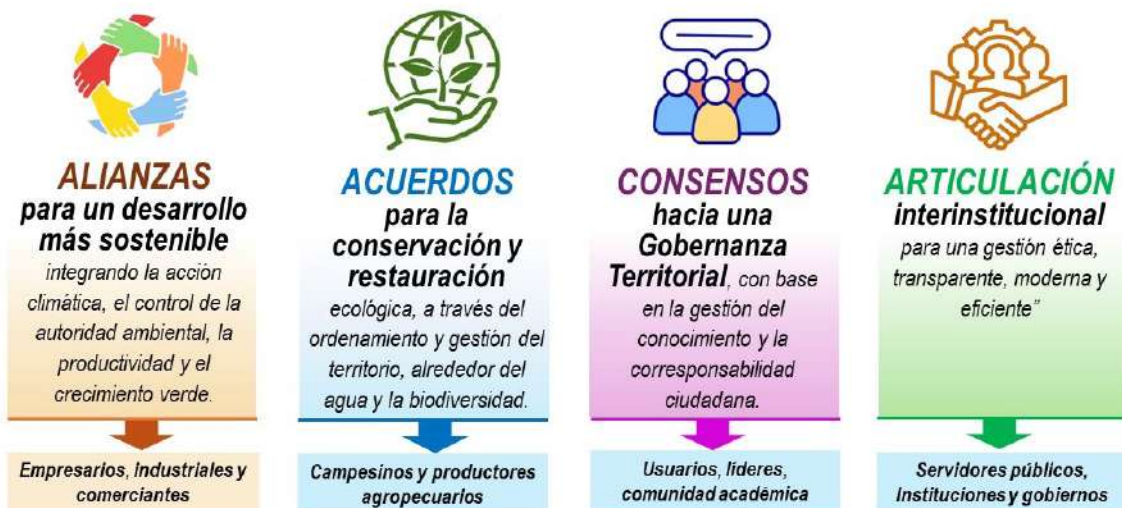 ALIANZAS
para un desarrollo
más sostenible
integrando la acción
climática, el control de la
autoridad ambiental, la
productividad y el
crecimiento verde.
Empresarios, industriales y
comerciantes
ACUERDOS
para la
conservación y
restauración
ecológica, a través del
ordenamiento y gestión del
territorio, alrededor del
agua y la biodiversidad.
Campesinos y productores
agropecuarios
CONSENSOS
hacia una
Gobernanza
Territorial, con base
en la gestión del
conocimiento y la
corresponsabilidad
ciudadana.
Usuarios, líderes,
comunidad académica
ARTICULACIÓN
interinstitucional
para una gestión ética,
transparente, moderna y
eficiente”
Servidores públicos,
Instituciones y gobiernos